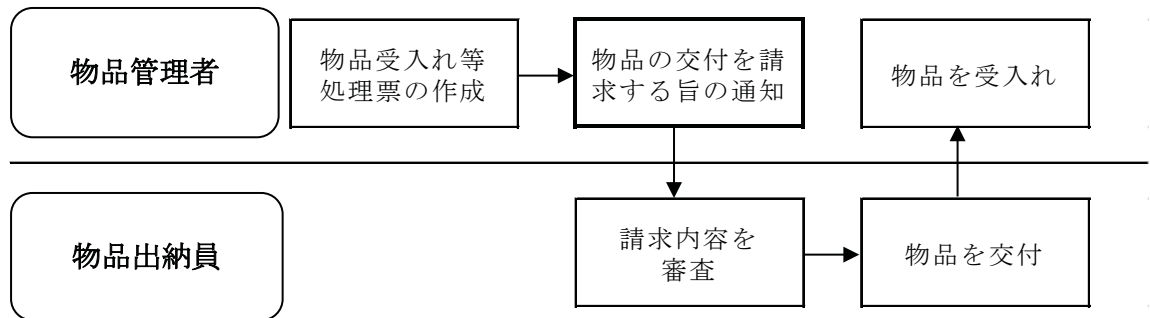 物品管理者
物品受入れ等
処理票の作成
物品の交付を請
求する旨の通知
物品を受入れ
物品出納員
請求内容を
審査
物品を交付